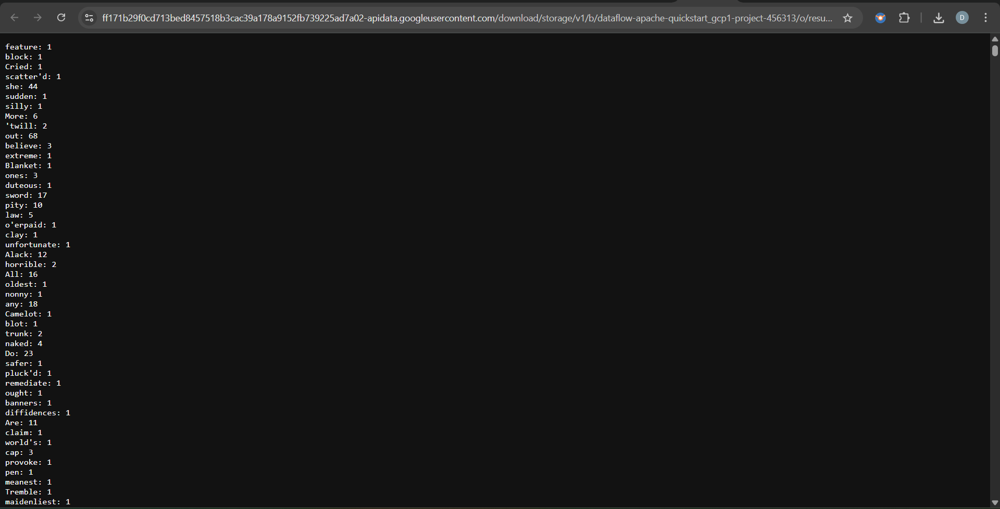 ff171b29f0cd713bed8457518b3cac39a178a9152fb739225ad7a02-apidata.googleusercontent.com/download/storage/v1/b/dataflow-apache-quickstart_gcp1-project-456313/o/resu...
D
feature: 1
block: 1
Cried: 1
scatter'd: 1
she: 44
sudden: 1
silly: 1
More: 6
'twill: 2
out: 68
believe: 3
extreme: 1
Blanket: 1
ones: 3
duteous: 1
sword: 17
pity: 10
law: 5
o'erpaid: 1
clay: 1
unfortunate: 1
Alack: 12
horrible: 2
All: 16
oldest: 1
nonny: 1
any: 18
Camelot: 1
blot: 1
trunk: 2
naked: 4
Do: 23
safer: 1
pluck'd: 1
remediate: 1
ought: 1
banners: 1
diffidences: 1
Are: 11
claim: 1
world's: 1
cap: 3
provoke: 1
pen: 1
meanest: 1
Tremble: 1
maidenliest: 1